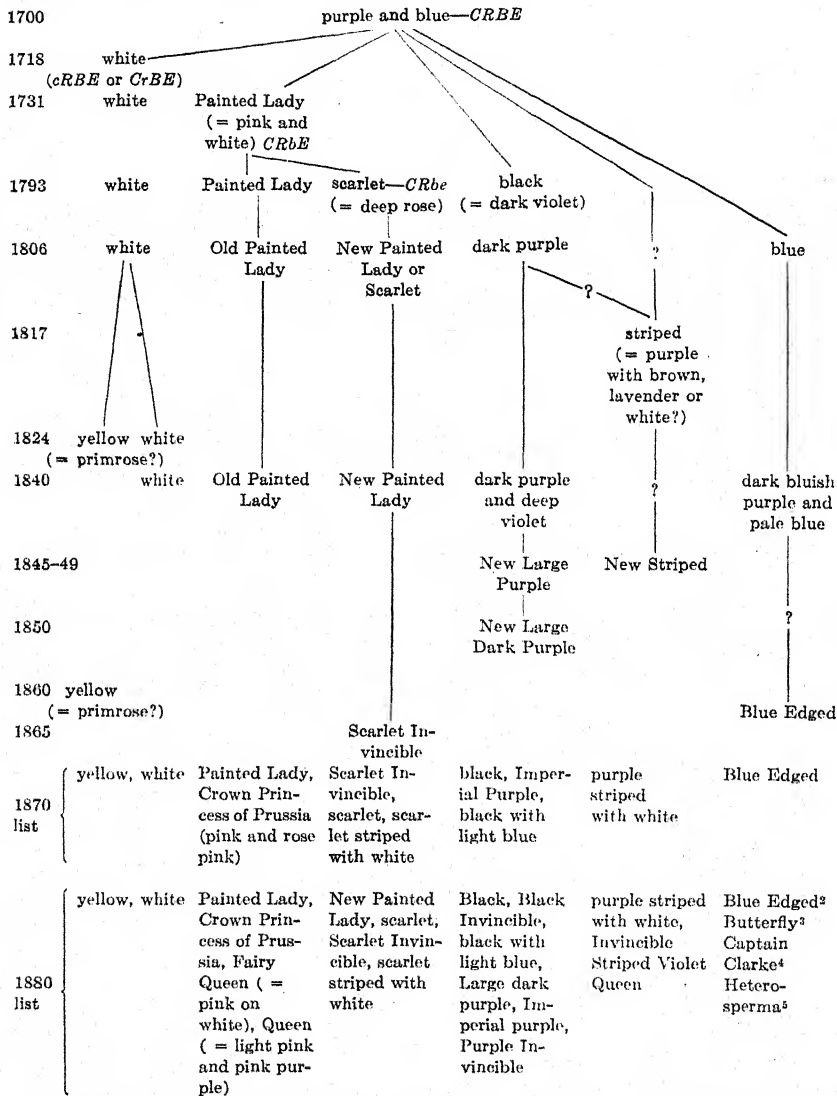 1700 purple and blue—CRBE
1718 white
(cRBE or CrBE)
1731 white Painted Lady
(= pink and
white) CRbE
1793 white Painted Lady scarlet—CRbe black
(= deep rose) (= dark violet)
?
1806 white Old Painted New Painted dark purple ? blue
Lady Lady or
Scarlet
?
1817 striped
(= purple
with brown,
lavender or
white?)
1824 yellow white
(= primrose?)
1840 white Old Painted New Painted dark purple ? dark bluish
Lady Lady and deep purple and
violet pale blue
1845–49 New Large New Striped
Purple
1850 New Large ?
Dark Purple
1860 yellow
(= primrose?) Blue Edged
1865 Scarlet In-
vincible
1870
list
yellow, white
Painted Lady,
Crown Prin-
cess of Prussia
(pink and rose
pink)
Scarlet In-
vincible,
scarlet, scar-
let striped
with white
black, Imper-
ial Purple,
black with
light blue
purple
striped
with white
Blue Edged
1880
list
yellow, white
Painted Lady,
Crown Prin-
cess of Prus-
sia, Fairy
Queen ( =
pink on
white), Queen
( = light pink
and pink pur-
ple)
New Painted
Lady, scarlet,
Scarlet Invin-
cible, scarlet
striped with
white
Black, Black
Invincible,
black with
light blue,
Large dark
purple, Im-
perial purple,
Purple In-
vincible
purple striped
with white,
Invincible
Striped Violet
Queen
Blue Edged²
Butterfly³
Captain
Clarke⁴
Hetero-
sperma⁵